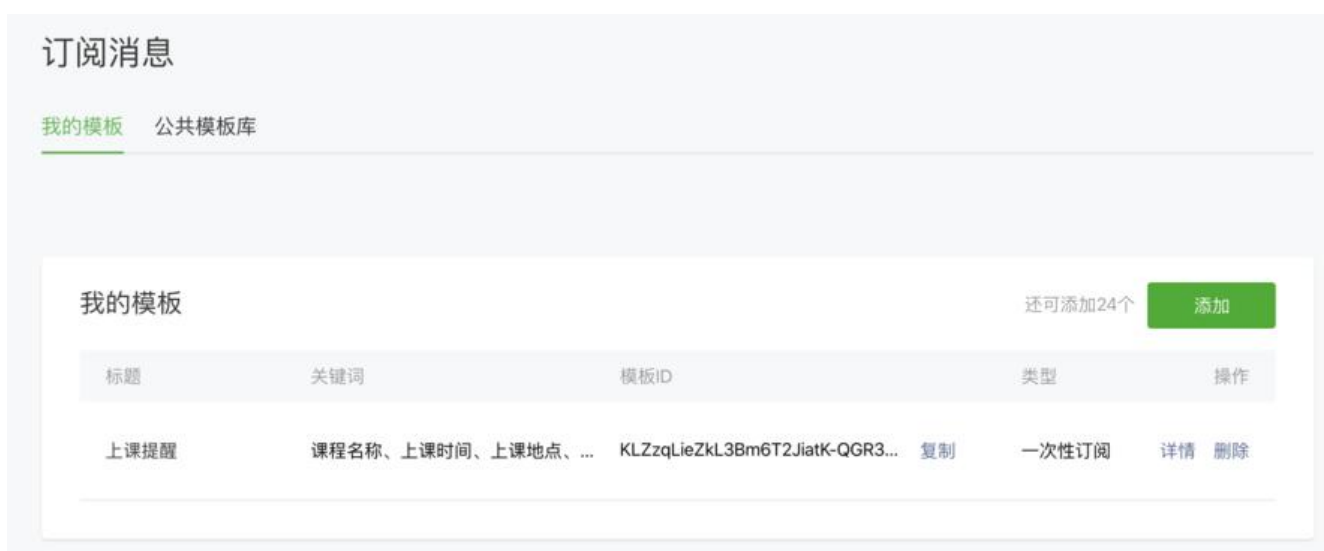 订阅消息
我的模板 公共模板库
我的模板 还可添加24个 添加
标题 关键词 模板ID 类型 操作
上课提醒 课程名称、上课时间、上课地点、... KLZzqLieZkL3Bm6T2JiatK-QGR3... 复制 一次性订阅 详情 删除